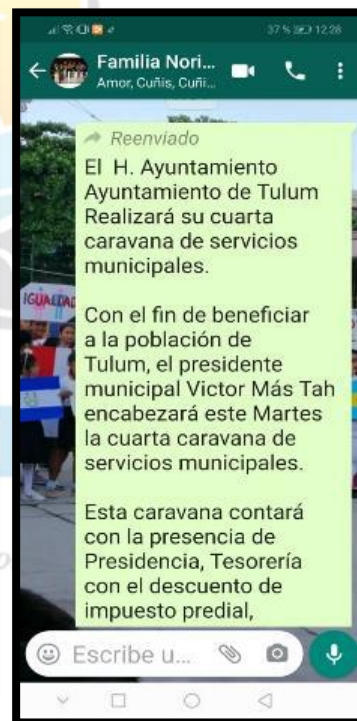 37 % 12:28
Familia Nori...
Amor, Cuñis, Cuñi...
Reenviado
El H. Ayuntamiento
Ayuntamiento de Tulum
Realizará su cuarta
caravana de servicios
municipales.
Con el fin de beneficiar
a la población de
Tulum, el presidente
municipal Victor Más Tah
encabezará este Martes
la cuarta caravana de
servicios municipales.
Esta caravana contará
con la presencia de
Presidencia, Tesorería
con el descuento de
impuesto predial,
IGUALDAD
Escribe u...